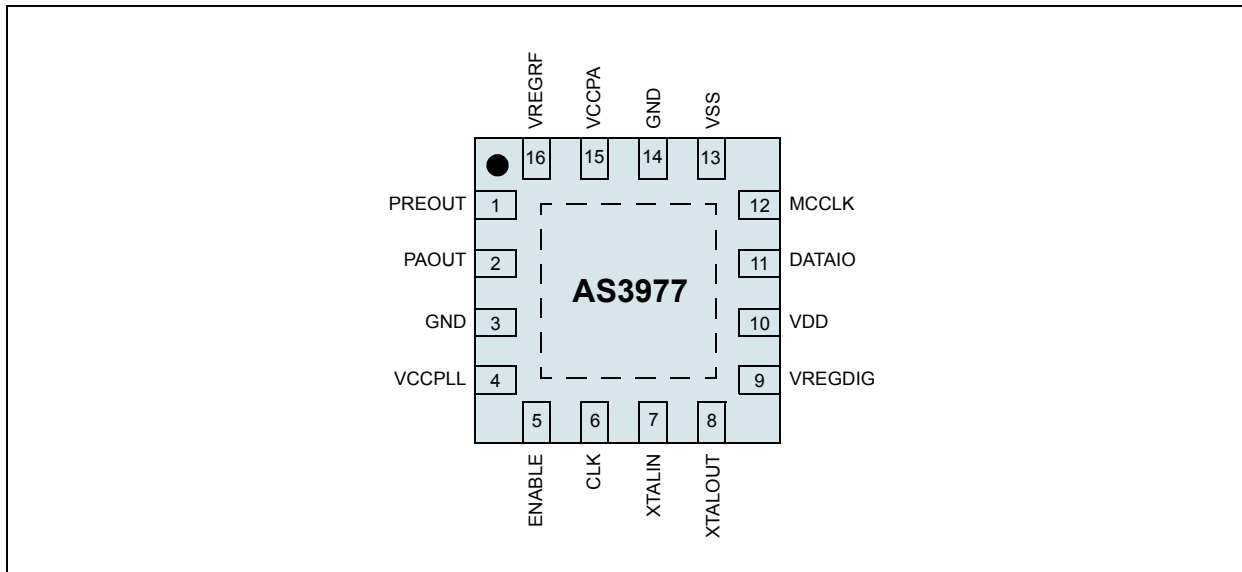 VREGRF
VCCPA
GND
VSS
16
15
14
13
PREOUT 1
12 MCCLK
PAOUT 2
11 DATAIO
AS3977
GND 3
10 VDD
VCCPLL 4
9 VREGDIG
5
6
7
8
ENABLE
CLK
XTALIN
XTALOUT